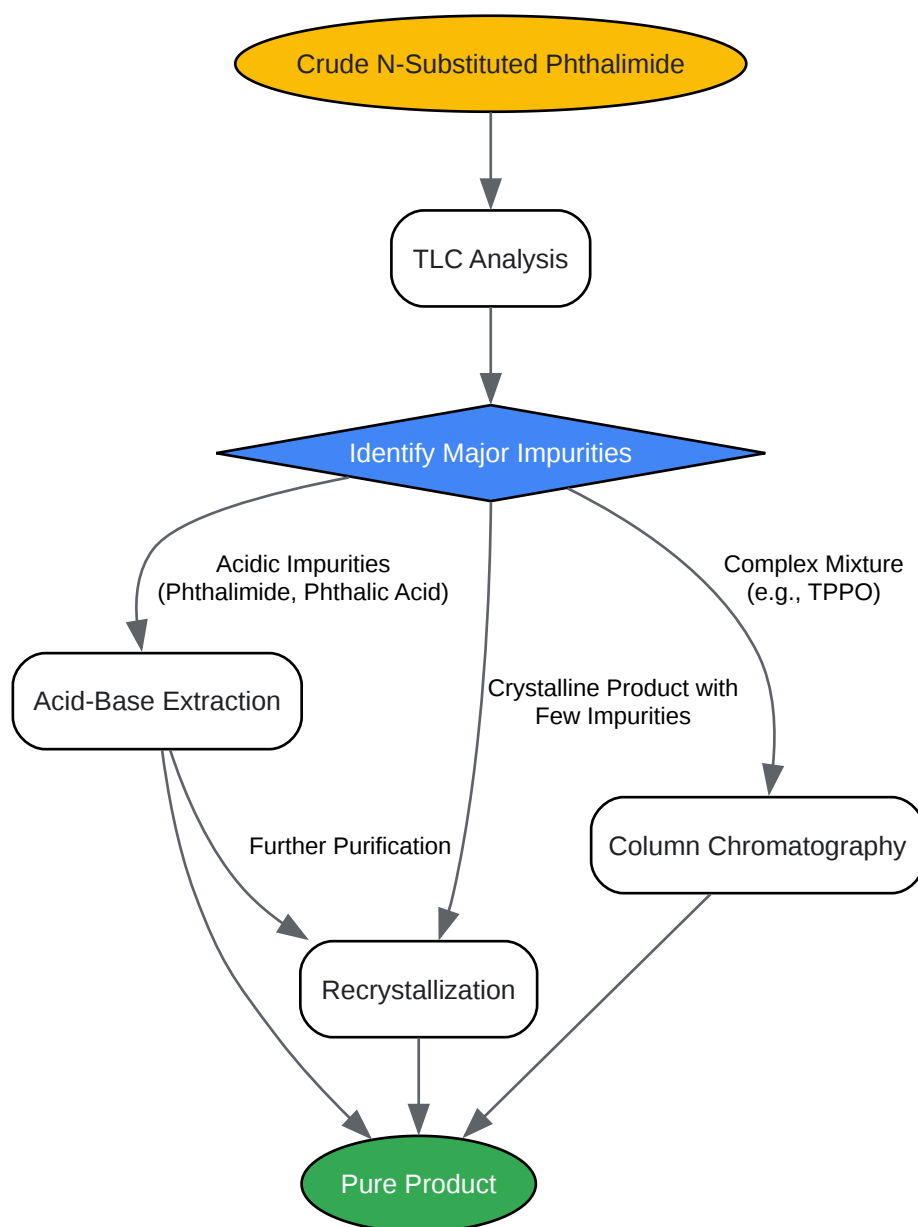 Crude N-Substituted Phthalimide
TLC Analysis
Identify Major Impurities
Acidic Impurities
(Phthalimide, Phthalic Acid)
Complex Mixture
(e.g., TPPO)
Acid-Base Extraction
Crystalline Product with
Few Impurities
Further Purification
Column Chromatography
Recrystallization
Pure Product